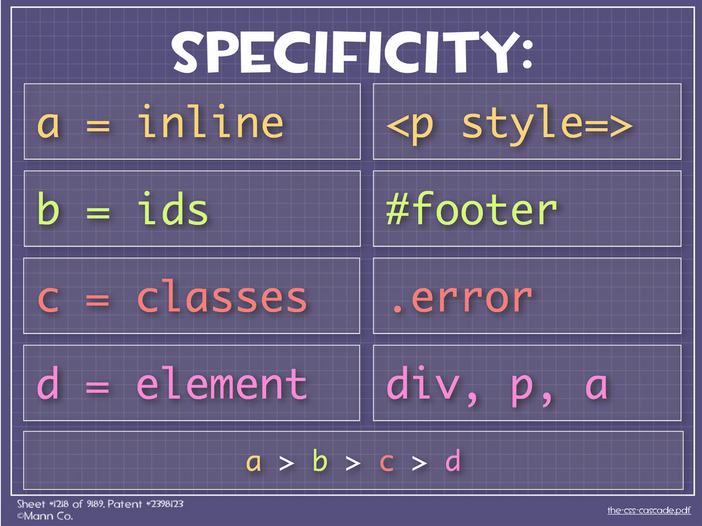 SPECIFICITY:
a = inline <p style=>
b = ids #footer
c = classes .error
d = element div, p, a
a > b > c > d
Sheet #1218 of 9189, Patent #2398123
©Mann Co.
the-css-cascade.pdf